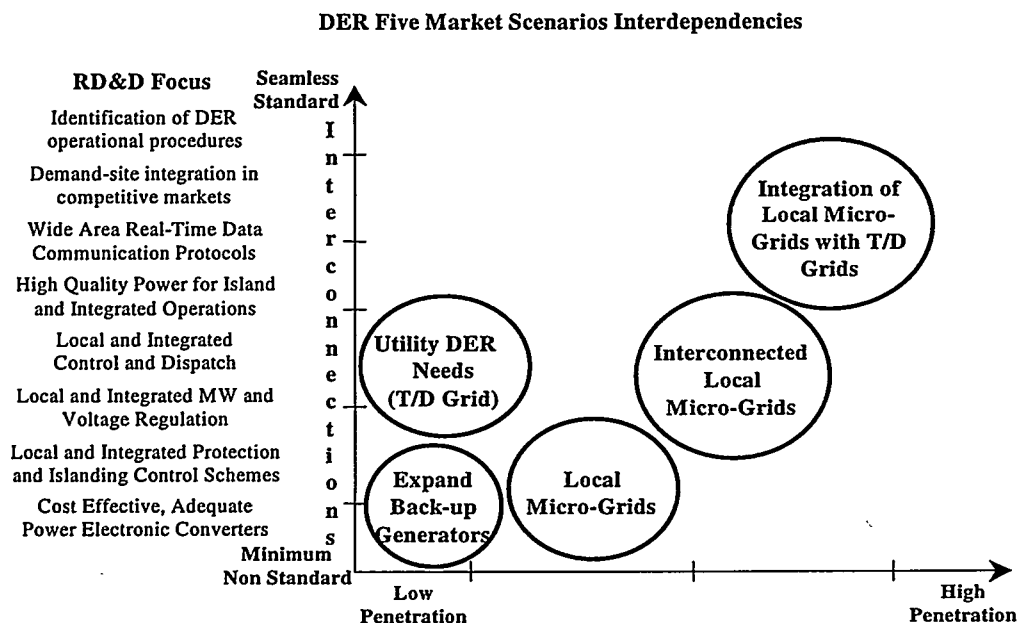 DER Five Market Scenarios Interdependencies
RD&D Focus
Identification of DER
operational procedures
Demand-site integration in
competitive markets
Wide Area Real-Time Data
Communication Protocols
High Quality Power for Island
and Integrated Operations
Local and Integrated
Control and Dispatch
Local and Integrated MW and
Voltage Regulation
Local and Integrated Protection
and Islanding Control Schemes
Cost Effective, Adequate
Power Electronic Converters
Seamless
Standard
Interconnections
Minimum
Non Standard
Integration of
Local Micro-
Grids with T/D
Grids
Utility DER
Needs
(T/D Grid)
Interconnected
Local
Micro-Grids
Expand
Back-up
Generators
Local
Micro-Grids
Low
Penetration
High
Penetration